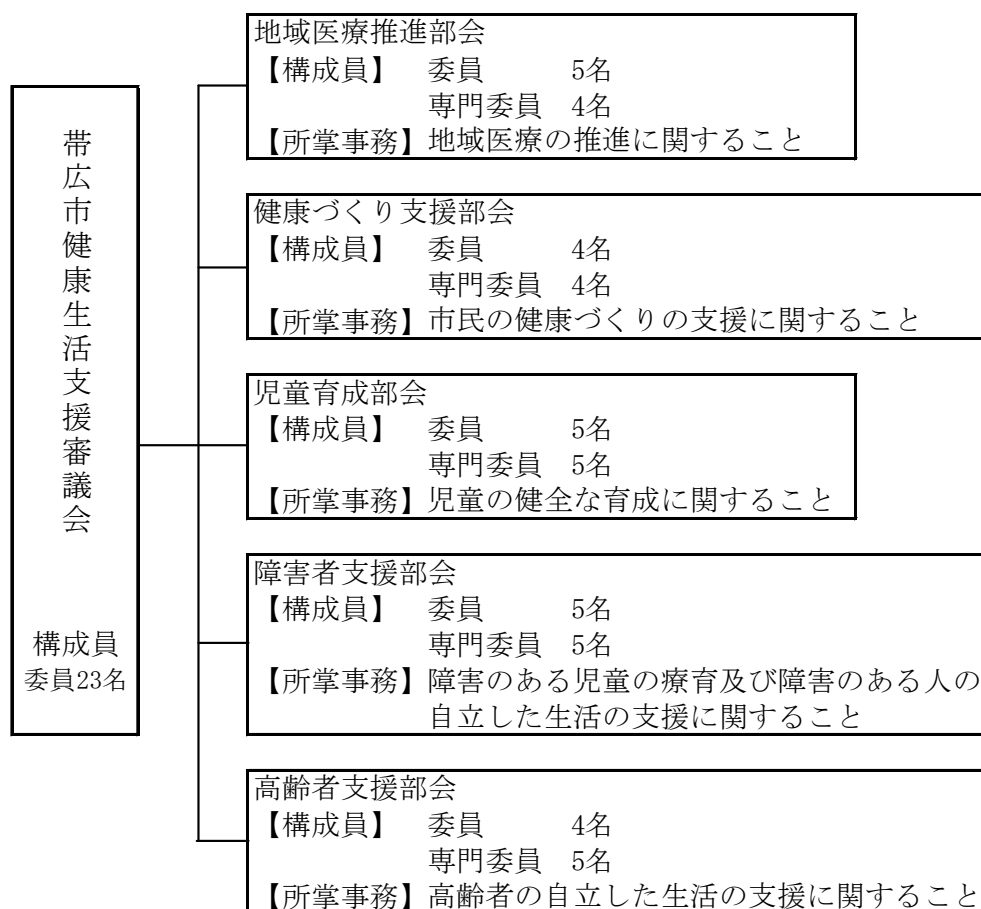 帯広市健康生活支援審議会
構成員
委員23名
地域医療推進部会
【構成員】 委員 5名
専門委員 4名
【所掌事務】地域医療の推進に関すること
健康づくり支援部会
【構成員】 委員 4名
専門委員 4名
【所掌事務】市民の健康づくりの支援に関すること
児童育成部会
【構成員】 委員 5名
専門委員 5名
【所掌事務】児童の健全な育成に関すること
障害者支援部会
【構成員】 委員 5名
専門委員 5名
【所掌事務】障害のある児童の療育及び障害のある人の
自立した生活の支援に関すること
高齢者支援部会
【構成員】 委員 4名
専門委員 5名
【所掌事務】高齢者の自立した生活の支援に関すること